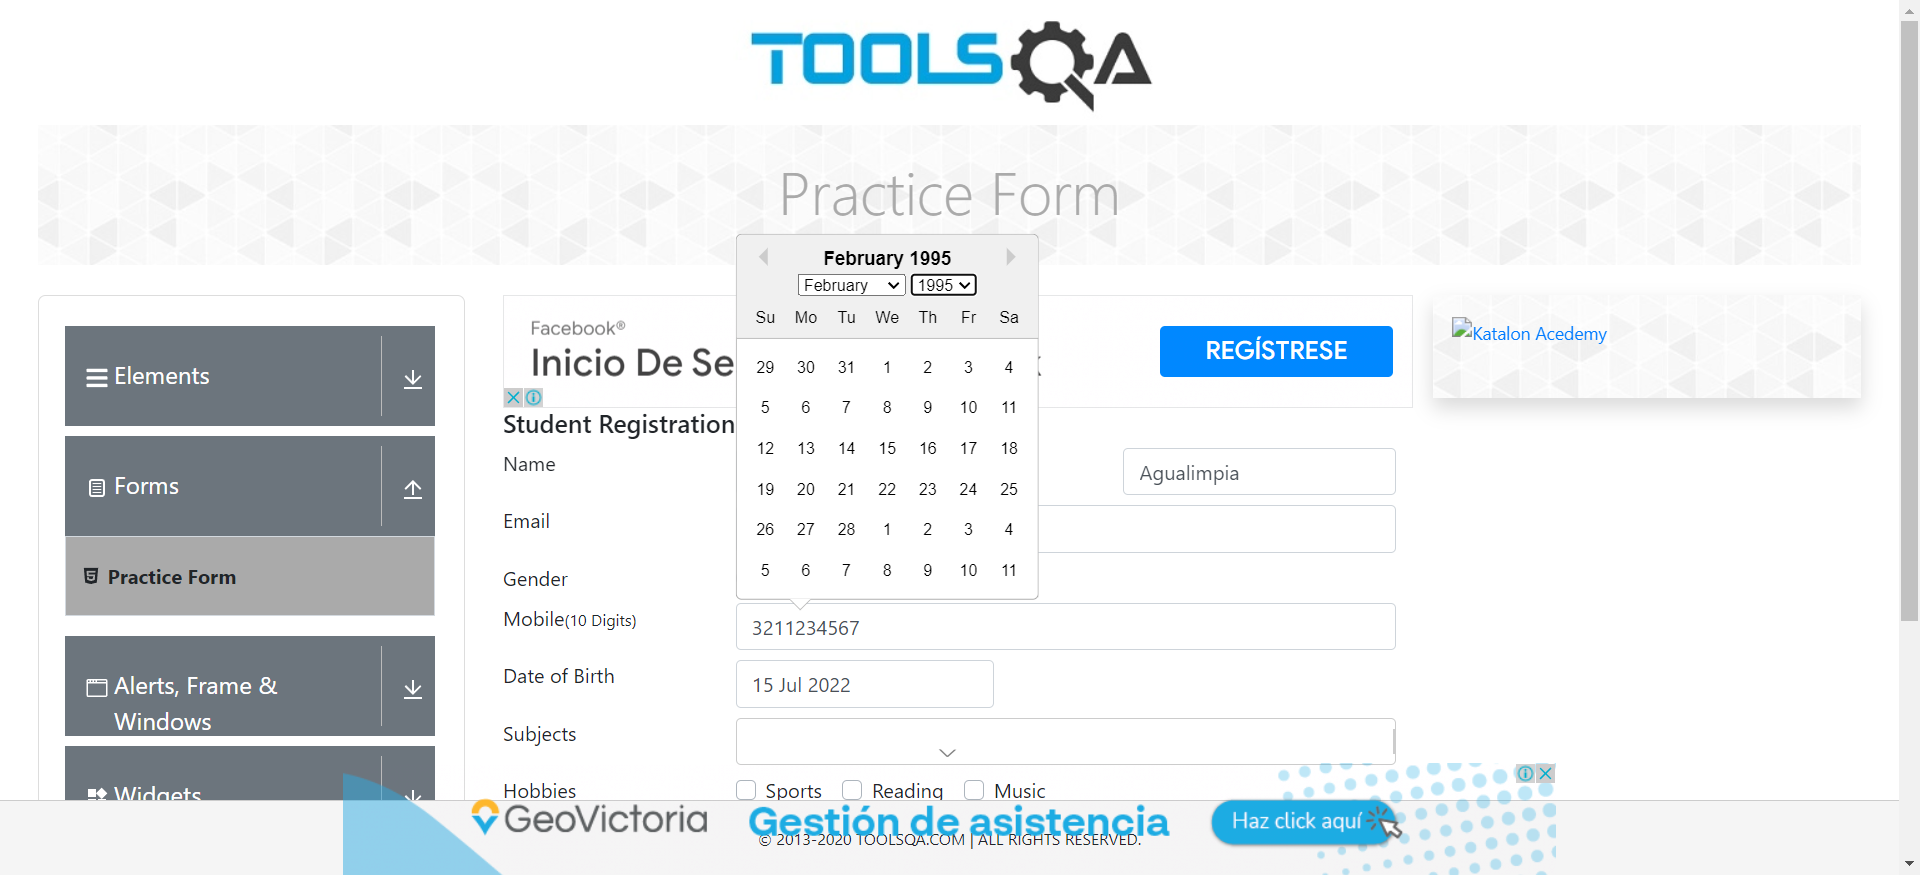 TOOLSQA
Practice Form
February 1995
February 1995
Su Mo Tu We Th Fr Sa
29 30 31 1 2 3 4
5 6 7 8 9 10 11
12 13 14 15 16 17 18
19 20 21 22 23 24 25
26 27 28 1 2 3 4
5 6 7 8 9 10 11
Elements
Forms
Practice Form
Alerts, Frame &
Windows
Widgets
Facebook®
Inicio De Se
REGÍSTRESE
Katalon Acedemy
Student Registration
Name
Agualimpia
Email
Gender
Mobile(10 Digits)
3211234567
Date of Birth
15 Jul 2022
Subjects
Hobbies
Sports Reading Music
GeoVictoria
Gestión de asistencia
Haz click aquí
© 2013-2020 TOOLSQA.COM | ALL RIGHTS RESERVED.